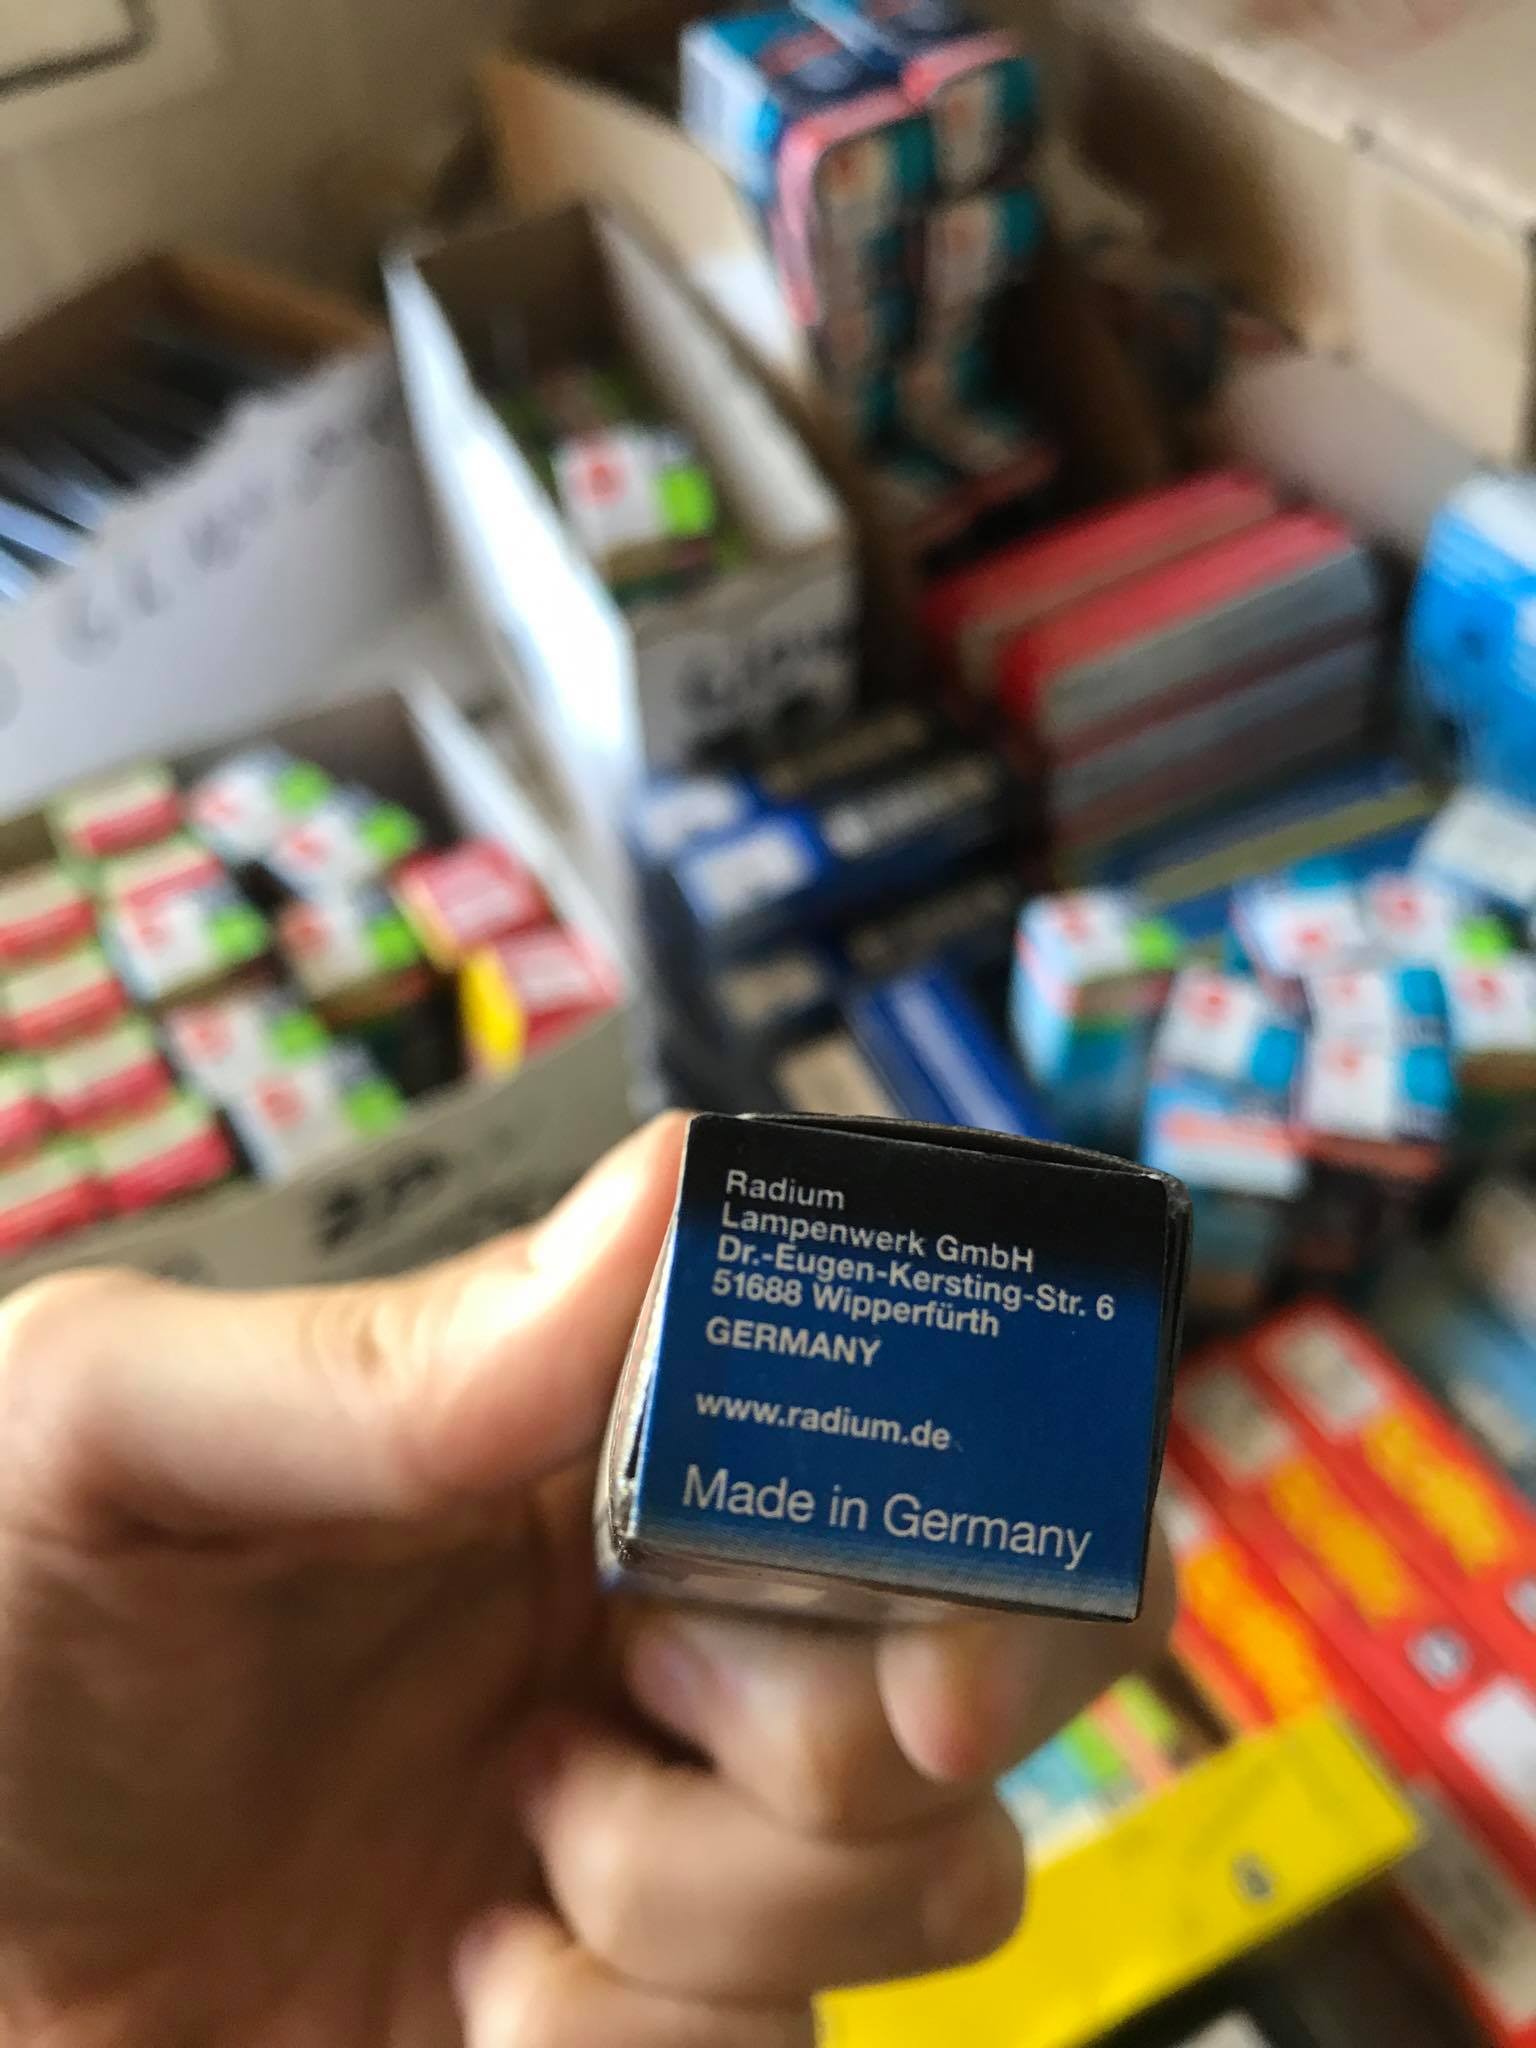 Radium
Lampenwerk GmbH
Dr.-Eugen-Kersting-Str. 6
51688 Wipperfürth
GERMANY
www.radium.de
Made in Germany